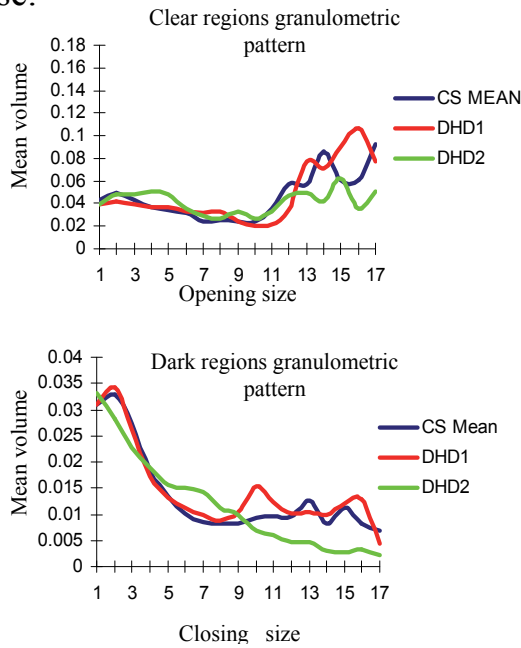 se.
Clear regions granulometric
pattern
Mean volume
0.18
0.16
0.14
0.12
0.1
0.08
0.06
0.04
0.02
0
1 3 5 7 9 11 13 15 17
Opening size
CS MEAN
DHD1
DHD2
Dark regions granulometric
pattern
Mean volume
0.04
0.035
0.03
0.025
0.02
0.015
0.01
0.005
0
1 3 5 7 9 11 13 15 17
Closing size
CS Mean
DHD1
DHD2